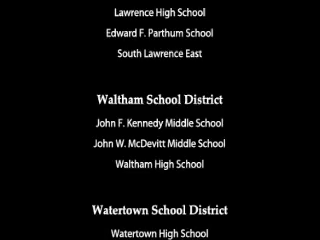 Lawrence High School
Edward F. Parthum School
South Lawrence East
Waltham School District
John F. Kennedy Middle School
John W. McDevitt Middle School
Waltham High School
Watertown School District
Watertown High School